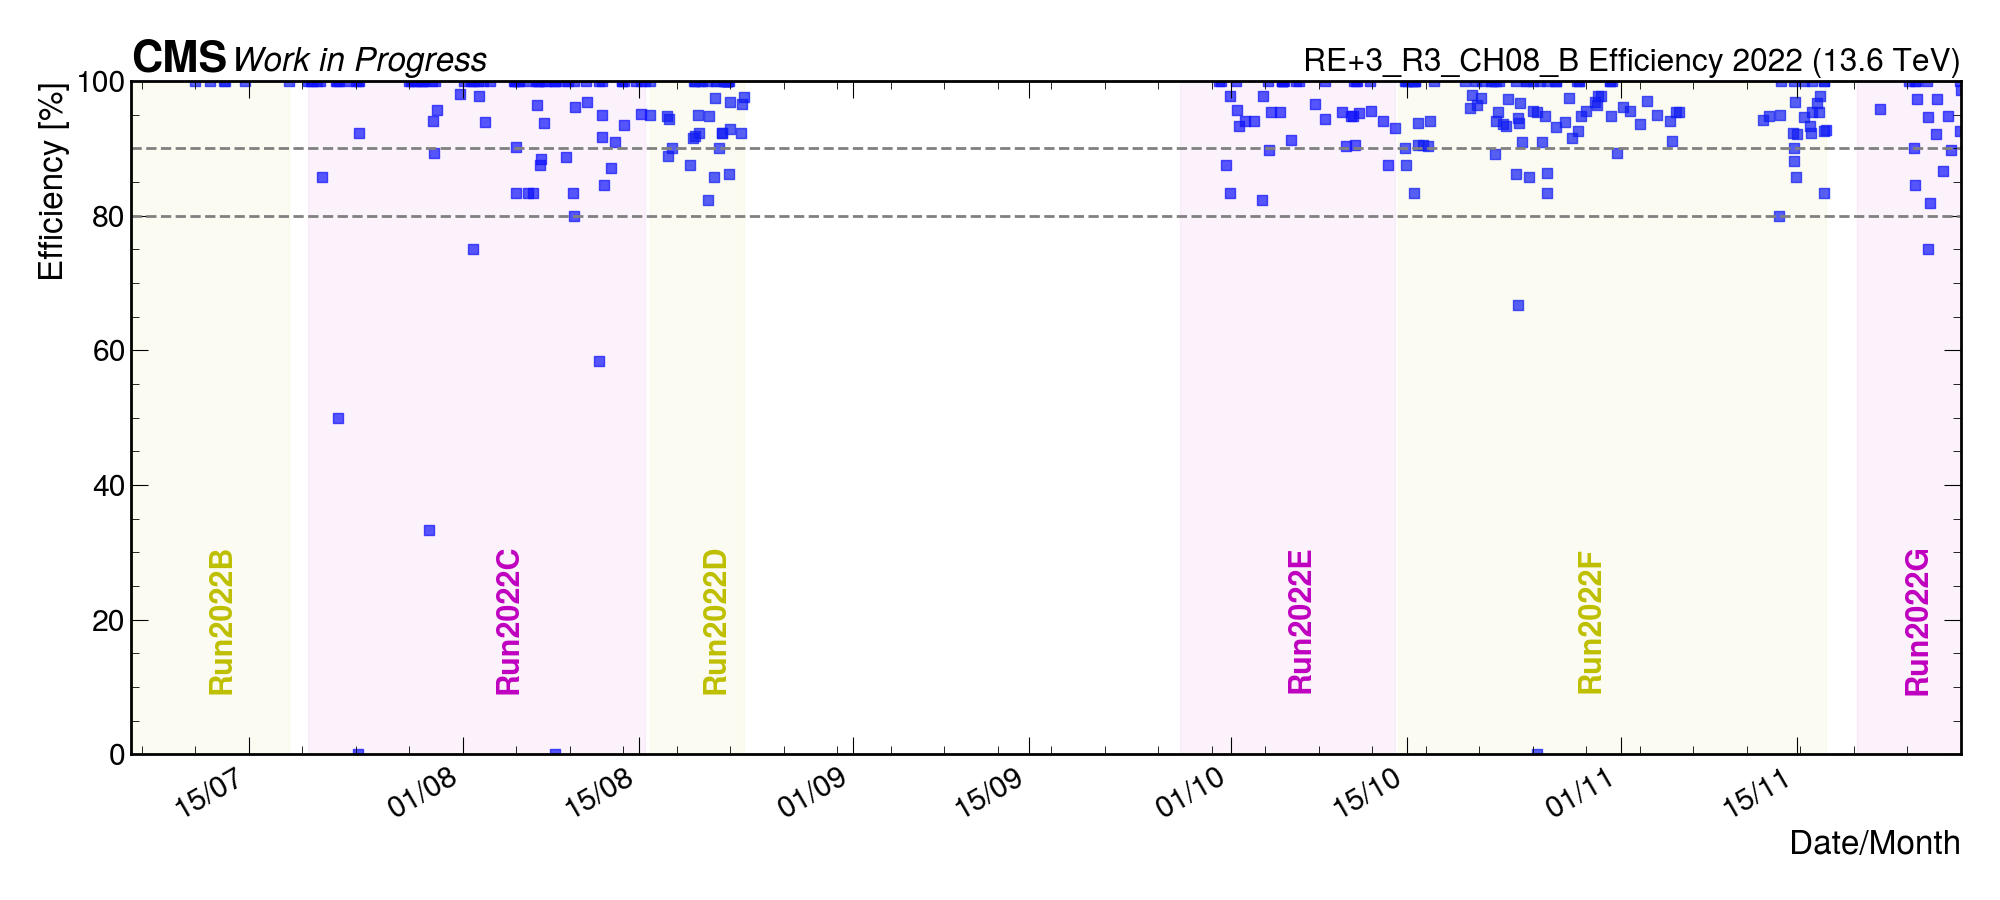 CMS Work in Progress
RE+3_R3_CH08_B Efficiency 2022 (13.6 TeV)
Efficiency [%]
100
80
60
40
20
0
Run2022B
Run2022C
Run2022D
Run2022E
Run2022F
Run2022G
15/07
01/08
15/08
01/09
15/09
01/10
15/10
01/11
15/11
Date/Month